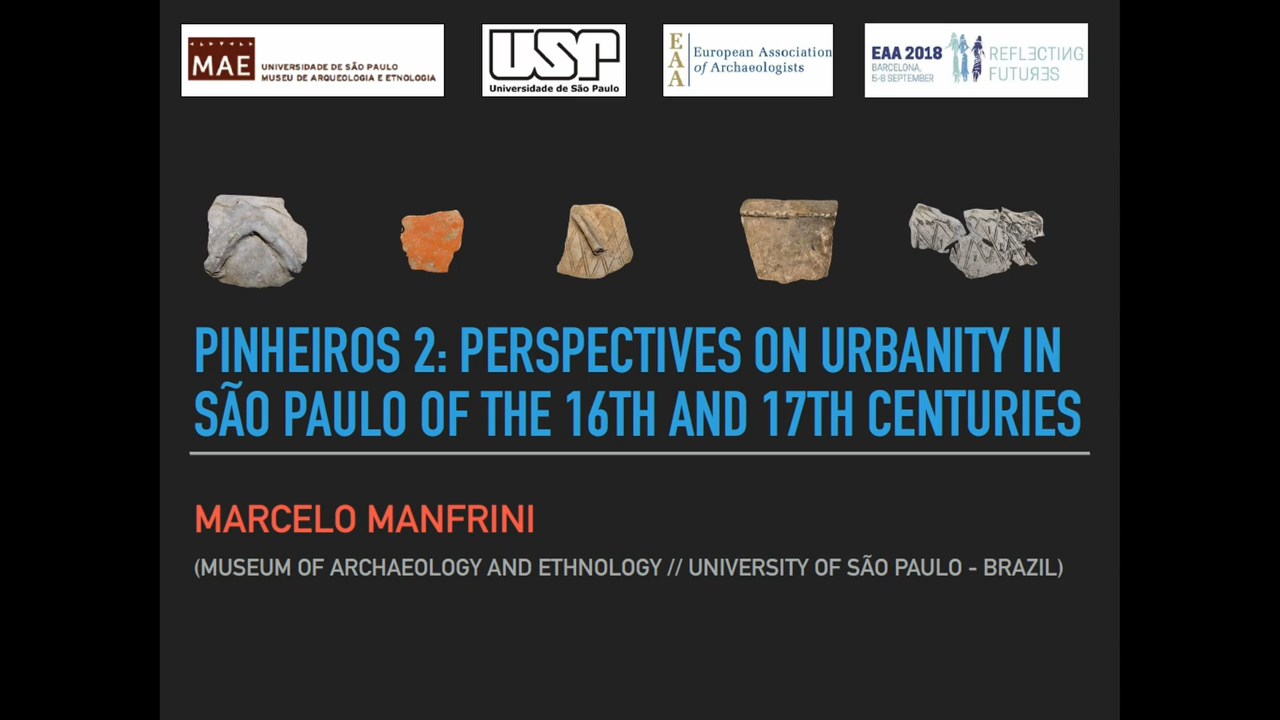 MAE
UNIVERSIDADE DE SÃO PAULO
MUSEU DE ARQUEOLOGIA E ETNOLOGIA
USP
Universidade de São Paulo
EAA
European Association
of Archaeologists
EAA 2018
BARCELONA,
5-8 SEPTEMBER
REFLECTING
FUTURES
PINHEIROS 2: PERSPECTIVES ON URBANITY IN
SÃO PAULO OF THE 16TH AND 17TH CENTURIES
MARCELO MANFRINI
(MUSEUM OF ARCHAEOLOGY AND ETHNOLOGY // UNIVERSITY OF SÃO PAULO - BRAZIL)